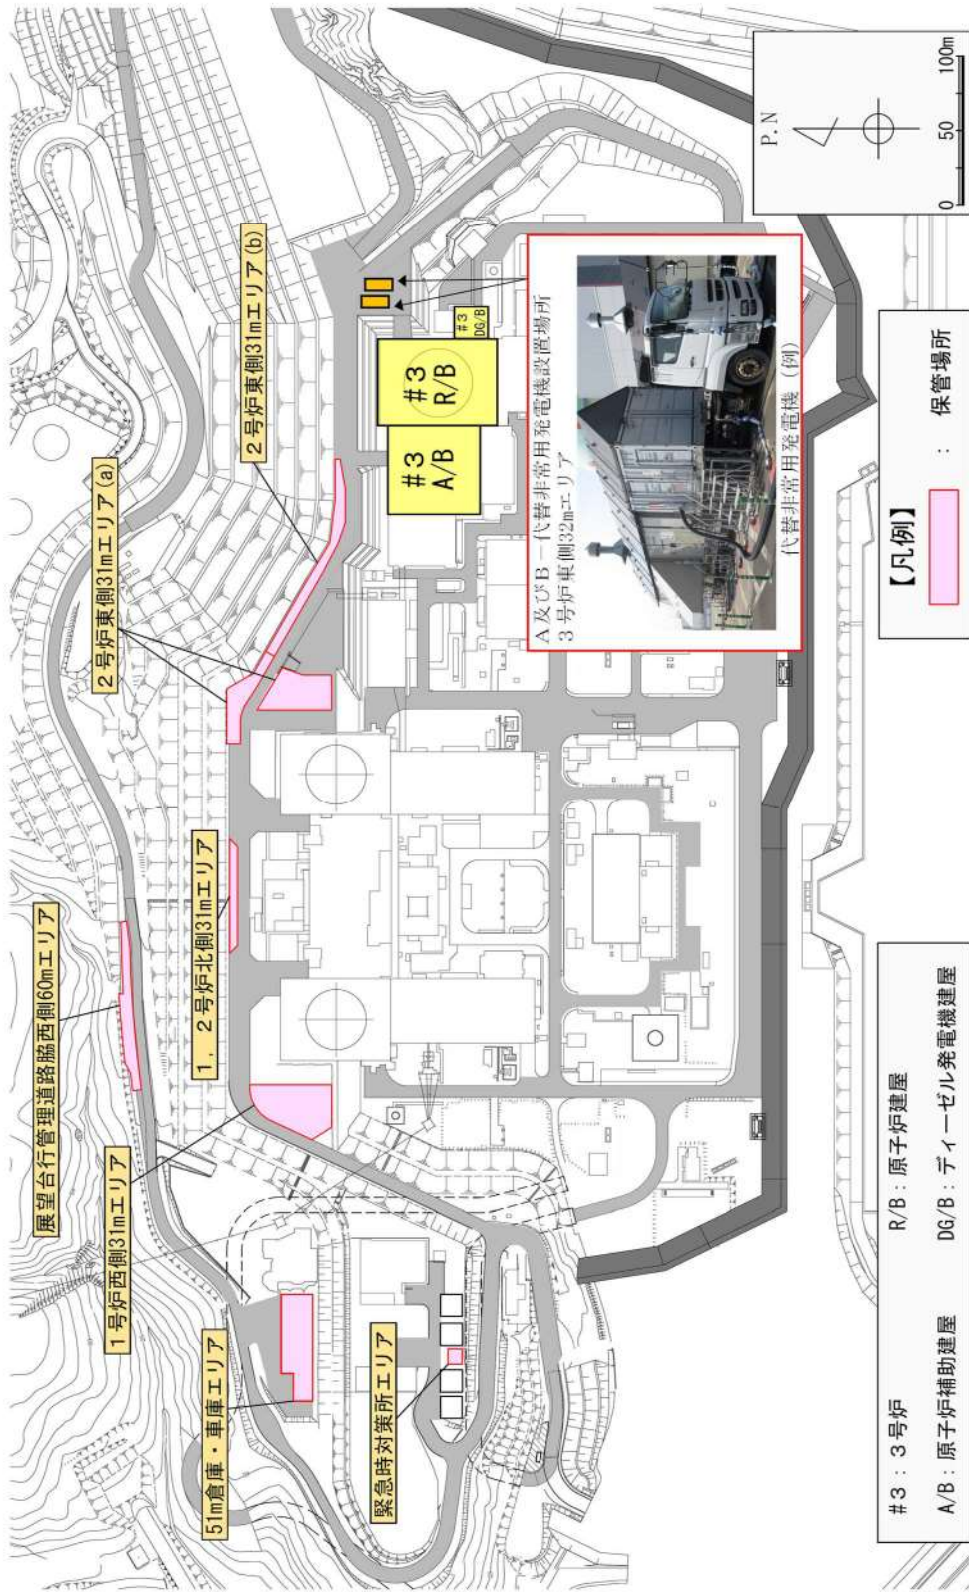 展望台行管理道路脇西側60mエリア
1号炉西側31mエリア
51m倉庫・車庫エリア
緊急時対策所エリア
1，2号炉北側31mエリア
2号炉東側31mエリア(a)
2号炉東側31mエリア(b)
#3
A/B
#3
R/B
#3
DG/B
A及びB－代替非常用発電機設置場所
3号炉東側32mエリア
代替非常用発電機（例）
P.N
0 50 100m
#3：3号炉
R/B：原子炉建屋
A/B：原子炉補助建屋
DG/B：ディーゼル発電機建屋
【凡例】
：保管場所